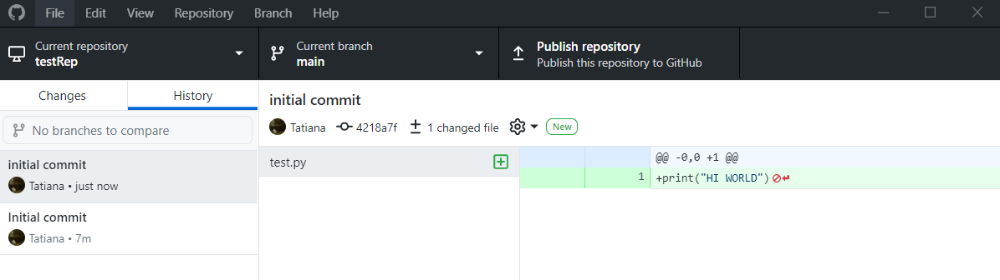 File Edit View Repository Branch Help
Current repository
testRep
Current branch
main
Publish repository
Publish this repository to GitHub
Changes History
No branches to compare
initial commit
Tatiana • just now
Initial commit
Tatiana • 7m
initial commit
Tatiana 4218a7f 1 changed file New
test.py
@@ -0,0 +1 @@
1 +print("HI WORLD")